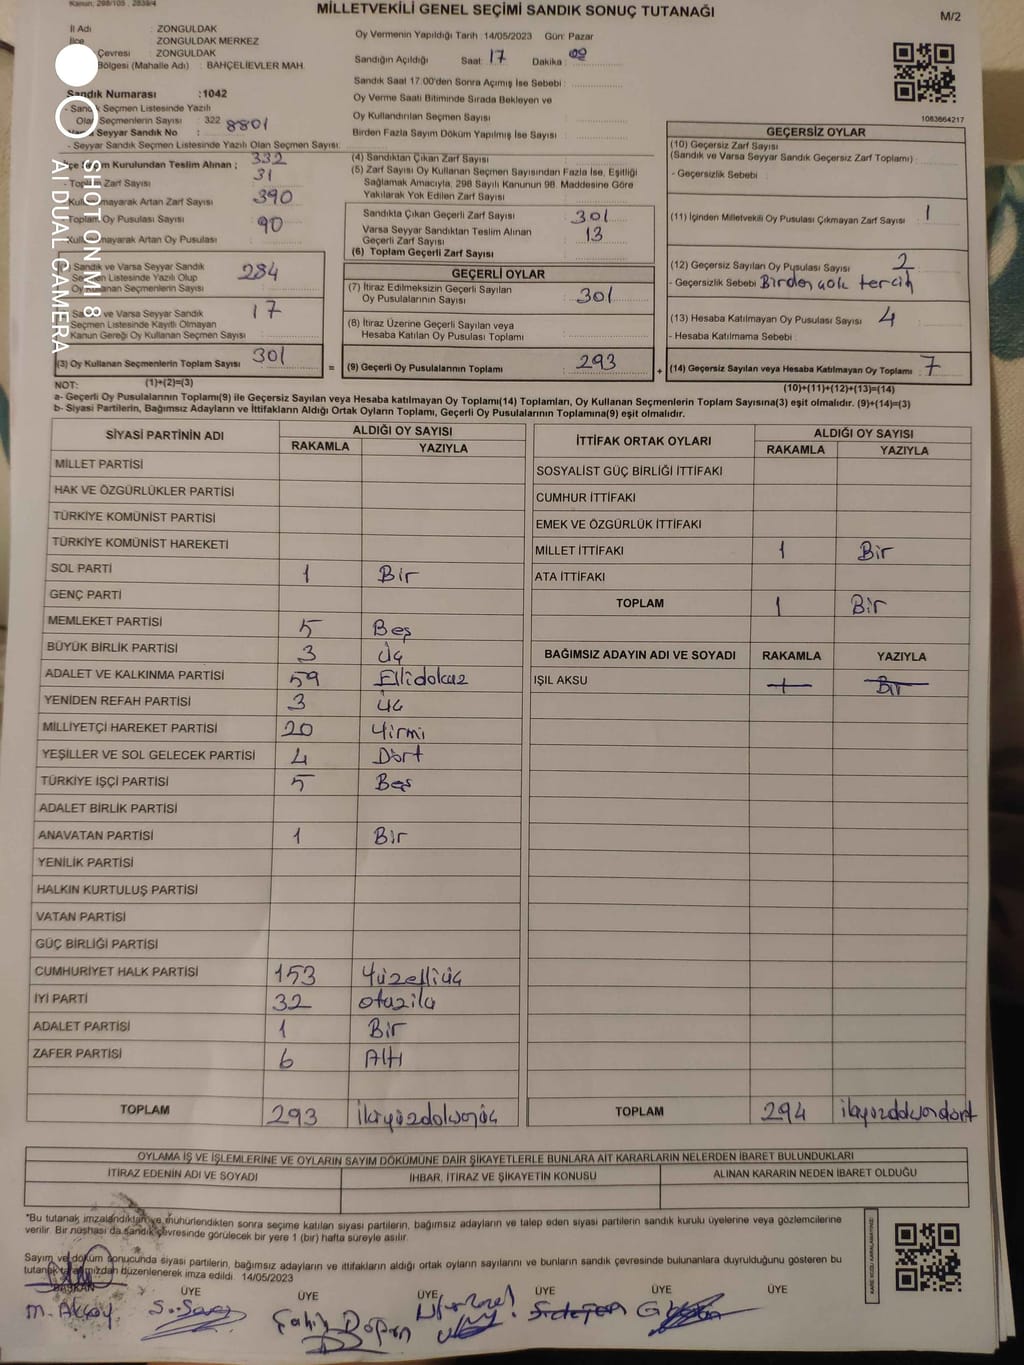 Kanun: 298/105, 2839/4
MİLLETVEKİLİ GENEL SEÇİMİ SANDIK SONUÇ TUTANAĞI
M/2
İl Adı : ZONGULDAK
İlçe : ZONGULDAK MERKEZ
Çevresi : ZONGULDAK
Bölgesi (Mahalle Adı) : BAHÇELİEVLER MAH.
Oy Vermenin Yapıldığı Tarih :14/05/2023 Gün: Pazar
Sandığın Açıldığı Saat 17 Dakika
Sandık Saat 17:00'den Sonra Açımış İse Sebebi :
Oy Verme Saati Bitiminde Sırada Bekleyen ve
Oy Kullandırılan Seçmen Sayısı :
Birden Fazla Sayım Döküm Yapılmış İse Sayısı :
Sandık Numarası :1042
- Sandık Seçmen Listesinde Yazılı
Olan Seçmenlerin Sayısı : 322
Varsa Seyyar Sandık No : 8801
- Seyyar Sandık Seçmen Listesinde Yazılı Olan Seçmen Sayısı:
1083664217
İlçe Seçim Kurulundan Teslim Alınan ; 332
- Toplam Zarf Sayısı 31
Kullanılmayarak Artan Zarf Sayısı 390
Toplam Oy Pusulası Sayısı 90
Kullanılmayarak Artan Oy Pusulası
Sandık ve Varsa Seyyar Sandık
Seçmen Listesinde Yazılı Olup 284
Oy Kullanan Seçmenlerin Sayısı
Sandık ve Varsa Seyyar Sandık 17
Seçmen Listesinde Kayıtlı Olmayan
Kanun Gereği Oy Kullanan Seçmen Sayısı :
(3) Oy Kullanan Seçmenlerin Toplam Sayısı 301
(4) Sandıktan Çıkan Zarf Sayısı
(5) Zarf Sayısı Oy Kullanan Seçmen Sayısından Fazla İse, Eşitliği
Sağlamak Amacıyla, 298 Sayılı Kanunun 98. Maddesine Göre
Yakılarak Yok Edilen Zarf Sayısı :
Sandıkta Çıkan Geçerli Zarf Sayısı 301
Varsa Seyyar Sandıktan Teslim Alınan 13
Geçerli Zarf Sayısı
(6) Toplam Geçerli Zarf Sayısı
GEÇERLİ OYLAR
(7) İtiraz Edilmeksizin Geçerli Sayılan
Oy Pusulalarının Sayısı : 301
(8) İtiraz Üzerine Geçerli Sayılan veya
Hesaba Katılan Oy Pusulası Toplamı :
= (9) Geçerli Oy Pusulalarının Toplamı : 293
GEÇERSİZ OYLAR
(10) Geçersiz Zarf Sayısı
(Sandık ve Varsa Seyyar Sandık Geçersiz Zarf Toplamı) :
- Geçersizlik Sebebi :
(11) İçinden Milletvekili Oy Pusulası Çıkmayan Zarf Sayısı : 1
(12) Geçersiz Sayılan Oy Pusulası Sayısı : 2
- Geçersizlik Sebebi Birden çok tercih
(13) Hesaba Katılmayan Oy Pusulası Sayısı : 4
- Hesaba Katılmama Sebebi :
+ (14) Geçersiz Sayılan veya Hesaba Katılmayan Oy Toplamı : 7
NOT: (1)+(2)=(3)
(10)+(11)+(12)+(13)=(14)
a- Geçerli Oy Pusulalarının Toplamı(9) ile Geçersiz Sayılan veya Hesaba Katılmayan oy Toplamı(14) Toplamları, Oy Kullanan Seçmenlerin Toplam Sayısına(3) eşit olmalıdır. (9)+(14)=(3)
b- Siyasi Partilerin, Bağımsız Adayların ve İttifakların Aldığı Ortak Oyların Toplamı, Geçerli Oy Pusulalarının Toplamına(9) eşit olmalıdır.
SİYASİ PARTİNİN ADI
ALDIĞI OY SAYISI
RAKAMLA YAZIYLA
MİLLET PARTİSİ
HAK VE ÖZGÜRLÜKLER PARTİSİ
TÜRKİYE KOMÜNİST PARTİSİ
TÜRKİYE KOMÜNİST HAREKETİ
SOL PARTİ 1 Bir
GENÇ PARTİ
MEMLEKET PARTİSİ 5 Beş
BÜYÜK BİRLİK PARTİSİ 3 Üç
ADALET VE KALKINMA PARTİSİ 59 Ellidokuz
YENİDEN REFAH PARTİSİ 3 Üç
MİLLİYETÇİ HAREKET PARTİSİ 20 Yirmi
YEŞİLLER VE SOL GELECEK PARTİSİ 4 Dört
TÜRKİYE İŞÇİ PARTİSİ 5 Beş
ADALET BİRLİK PARTİSİ
ANAVATAN PARTİSİ 1 Bir
YENİLİK PARTİSİ
HALKIN KURTULUŞ PARTİSİ
VATAN PARTİSİ
GÜÇ BİRLİĞİ PARTİSİ
CUMHURİYET HALK PARTİSİ 153 Yüzelliüç
İYİ PARTİ 32 otuziki
ADALET PARTİSİ 1 Bir
ZAFER PARTİSİ 6 Altı
TOPLAM 293 ikiyüzdoksanüç
İTTİFAK ORTAK OYLARI
ALDIĞI OY SAYISI
RAKAMLA YAZIYLA
SOSYALİST GÜÇ BİRLİĞİ İTTİFAKI
CUMHUR İTTİFAKI
EMEK VE ÖZGÜRLÜK İTTİFAKI
MİLLET İTTİFAKI 1 Bir
ATA İTTİFAKI
TOPLAM 1 Bir
BAĞIMSIZ ADAYIN ADI VE SOYADI RAKAMLA YAZIYLA
IŞIL AKSU 1 Bir
TOPLAM 294 ikiyüzdoksandört
OYLAMA İŞ VE İŞLEMLERİNE VE OYLARIN SAYIM DÖKÜMÜNE DAİR ŞİKAYETLERLE BUNLARA AİT KARARLARIN NELERDEN İBARET BULUNDUKLARI
İTİRAZ EDENİN ADI VE SOYADI
İHBAR, İTİRAZ VE ŞİKAYETİN KONUSU
ALINAN KARARIN NEDEN İBARET OLDUĞU
*Bu tutanak imzalandıktan ve mühürlendikten sonra seçime katılan siyasi partilerin, bağımsız adayların ve talep eden siyasi partilerin sandık kurulu üyelerine veya gözlemcilerine
verilir. Bir nüshası da sandık çevresinde görülecek bir yere 1 (bir) hafta süreyle asılır.
Sayım ve döküm sonucunda siyasi partilerin, bağımsız adayların ve ittifakların aldığı ortak oyların sayılarını ve bunların sandık çevresinde bulunanlara duyrulduğunu gösteren bu
tutanak tarafımızdan düzenlenerek imza edildi. 14/05/2023
BAŞKAN ÜYE ÜYE ÜYE ÜYE ÜYE ÜYE
M. Akçay
SHOT ON MI 8
AI DUAL CAMERA